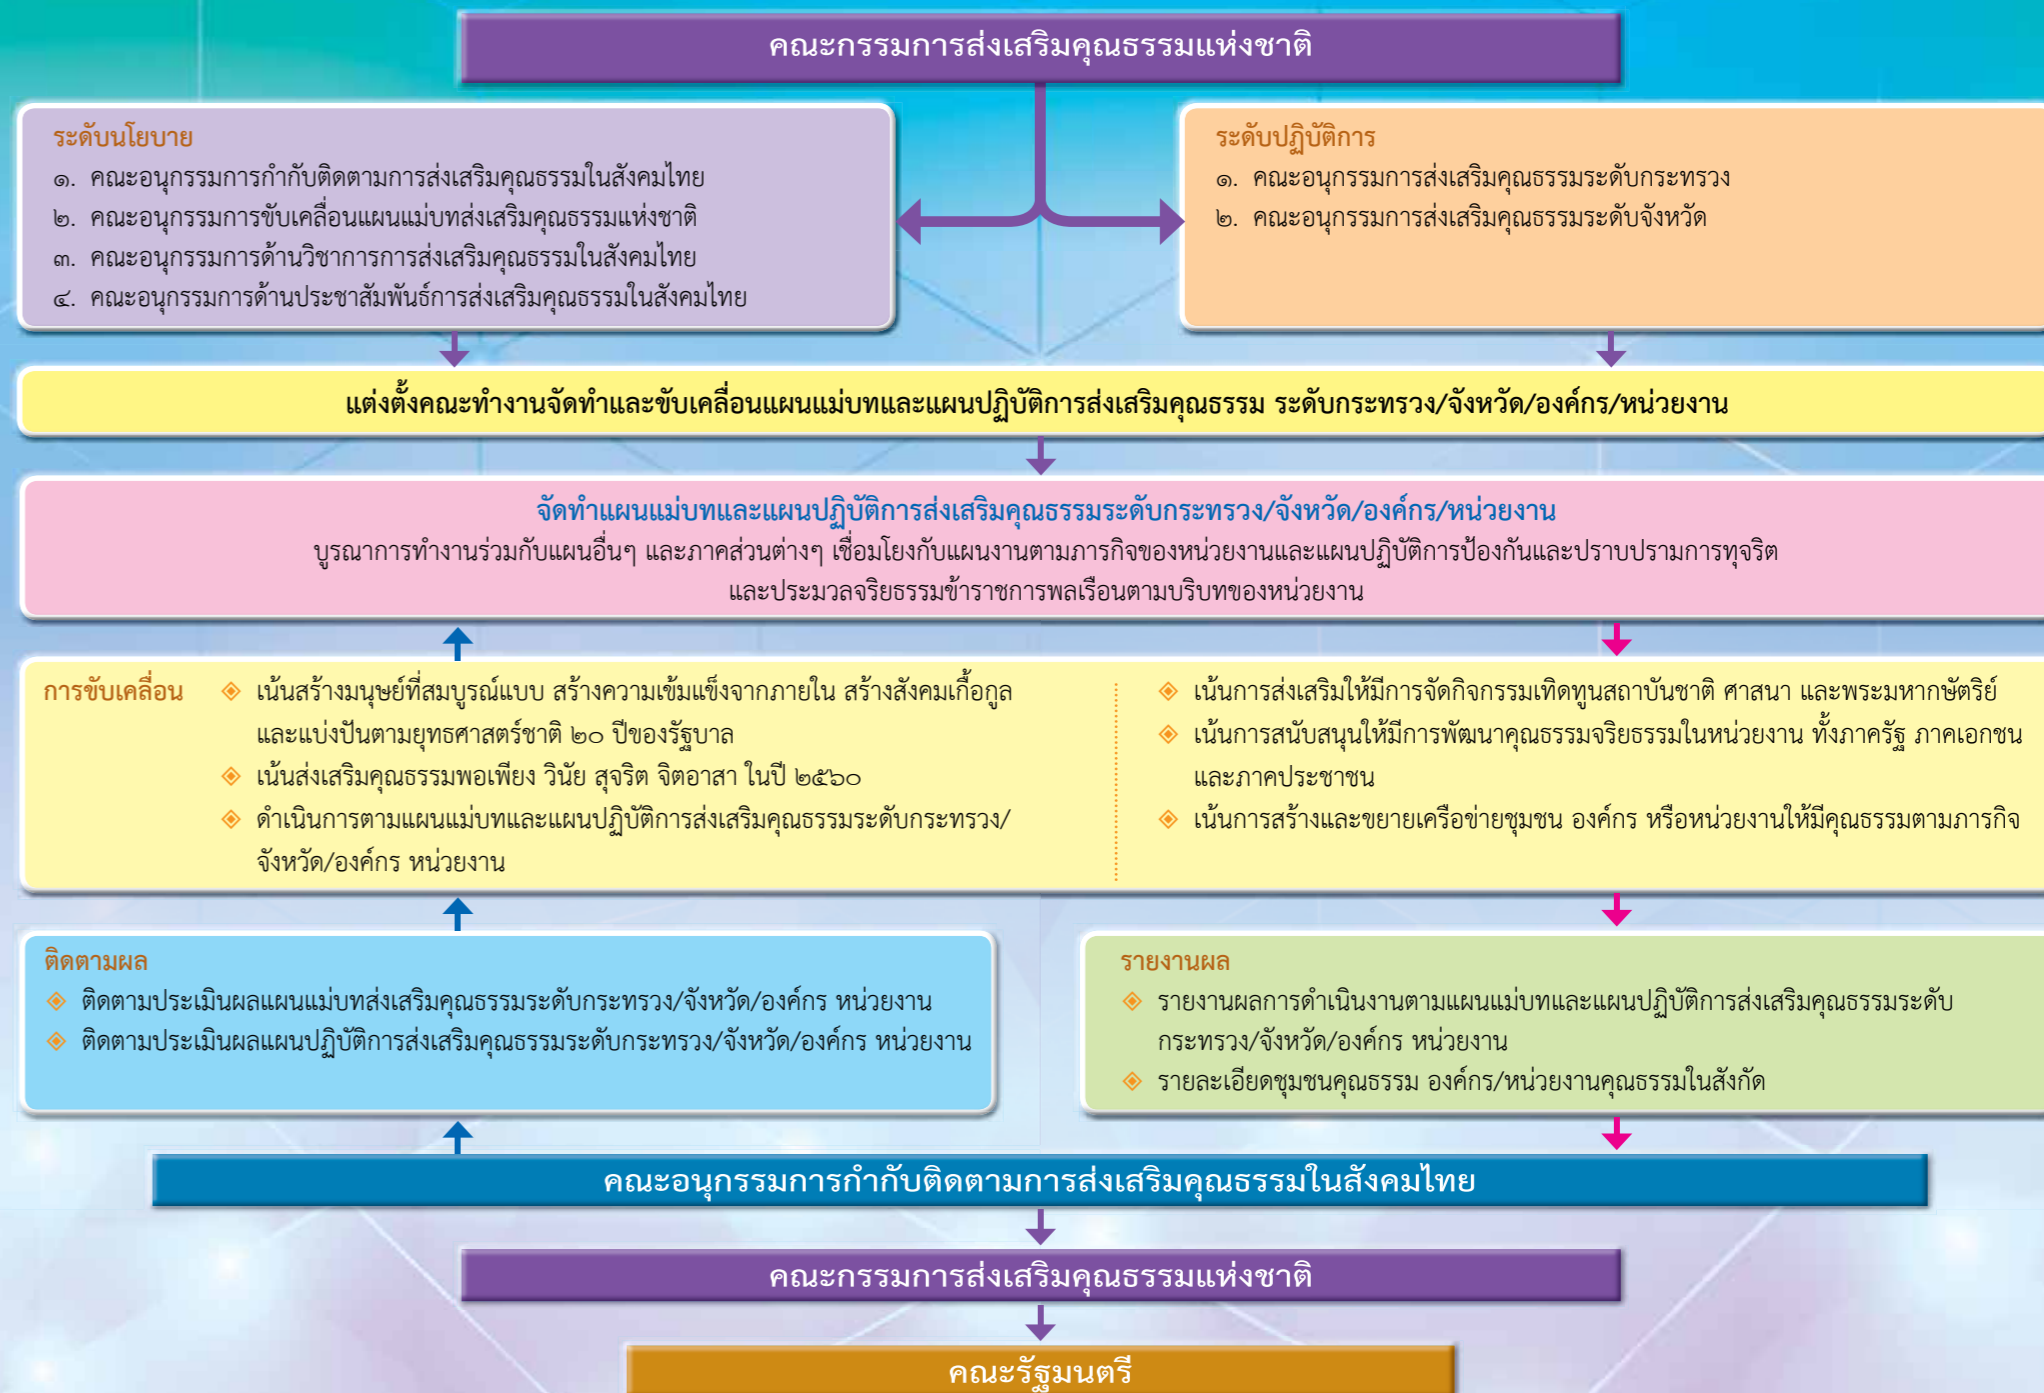 คณะกรรมการส่งเสริมคุณธรรมแห่งชาติ
ระดับนโยบาย
๑. คณะอนุกรรมการกำกับติดตามการส่งเสริมคุณธรรมในสังคมไทย
๒. คณะอนุกรรมการขับเคลื่อนแผนแม่บทส่งเสริมคุณธรรมแห่งชาติ
๓. คณะอนุกรรมการด้านวิชาการการส่งเสริมคุณธรรมในสังคมไทย
๔. คณะอนุกรรมการด้านประชาสัมพันธ์การส่งเสริมคุณธรรมในสังคมไทย
ระดับปฏิบัติการ
๑. คณะอนุกรรมการส่งเสริมคุณธรรมระดับกระทรวง
๒. คณะอนุกรรมการส่งเสริมคุณธรรมระดับจังหวัด
แต่งตั้งคณะทำงานจัดทำและขับเคลื่อนแผนแม่บทและแผนปฏิบัติการส่งเสริมคุณธรรม ระดับกระทรวง/จังหวัด/องค์กร/หน่วยงาน
จัดทำแผนแม่บทและแผนปฏิบัติการส่งเสริมคุณธรรมระดับกระทรวง/จังหวัด/องค์กร/หน่วยงาน
บูรณาการทำงานร่วมกับแผนอื่นๆ และภาคส่วนต่างๆ เชื่อมโยงกับแผนงานตามภารกิจของหน่วยงานและแผนปฏิบัติการป้องกันและปราบปรามการทุจริต
และประมวลจริยธรรมข้าราชการพลเรือนตามบริบทของหน่วยงาน
การขับเคลื่อน
เน้นสร้างมนุษย์ที่สมบูรณ์แบบ สร้างความเข้มแข็งจากภายใน สร้างสังคมเกื้อกูล
และแบ่งปันตามยุทธศาสตร์ชาติ ๒๐ ปีของรัฐบาล
เน้นส่งเสริมคุณธรรมพอเพียง วินัย สุจริต จิตอาสา ในปี ๒๕๖๐
ดำเนินการตามแผนแม่บทและแผนปฏิบัติการส่งเสริมคุณธรรมระดับกระทรวง/
จังหวัด/องค์กร หน่วยงาน
เน้นการส่งเสริมให้มีการจัดกิจกรรมเทิดทูนสถาบันชาติ ศาสนา และพระมหากษัตริย์
เน้นการสนับสนุนให้มีการพัฒนาคุณธรรมจริยธรรมในหน่วยงาน ทั้งภาครัฐ ภาคเอกชน
และภาคประชาชน
เน้นการสร้างและขยายเครือข่ายชุมชน องค์กร หรือหน่วยงานให้มีคุณธรรมตามภารกิจ
ติดตามผล
ติดตามประเมินผลแผนแม่บทส่งเสริมคุณธรรมระดับกระทรวง/จังหวัด/องค์กร หน่วยงาน
ติดตามประเมินผลแผนปฏิบัติการส่งเสริมคุณธรรมระดับกระทรวง/จังหวัด/องค์กร หน่วยงาน
รายงานผล
รายงานผลการดำเนินงานตามแผนแม่บทและแผนปฏิบัติการส่งเสริมคุณธรรมระดับ
กระทรวง/จังหวัด/องค์กร หน่วยงาน
รายละเอียดชุมชนคุณธรรม องค์กร/หน่วยงานคุณธรรมในสังกัด
คณะอนุกรรมการกำกับติดตามการส่งเสริมคุณธรรมในสังคมไทย
คณะกรรมการส่งเสริมคุณธรรมแห่งชาติ
คณะรัฐมนตรี